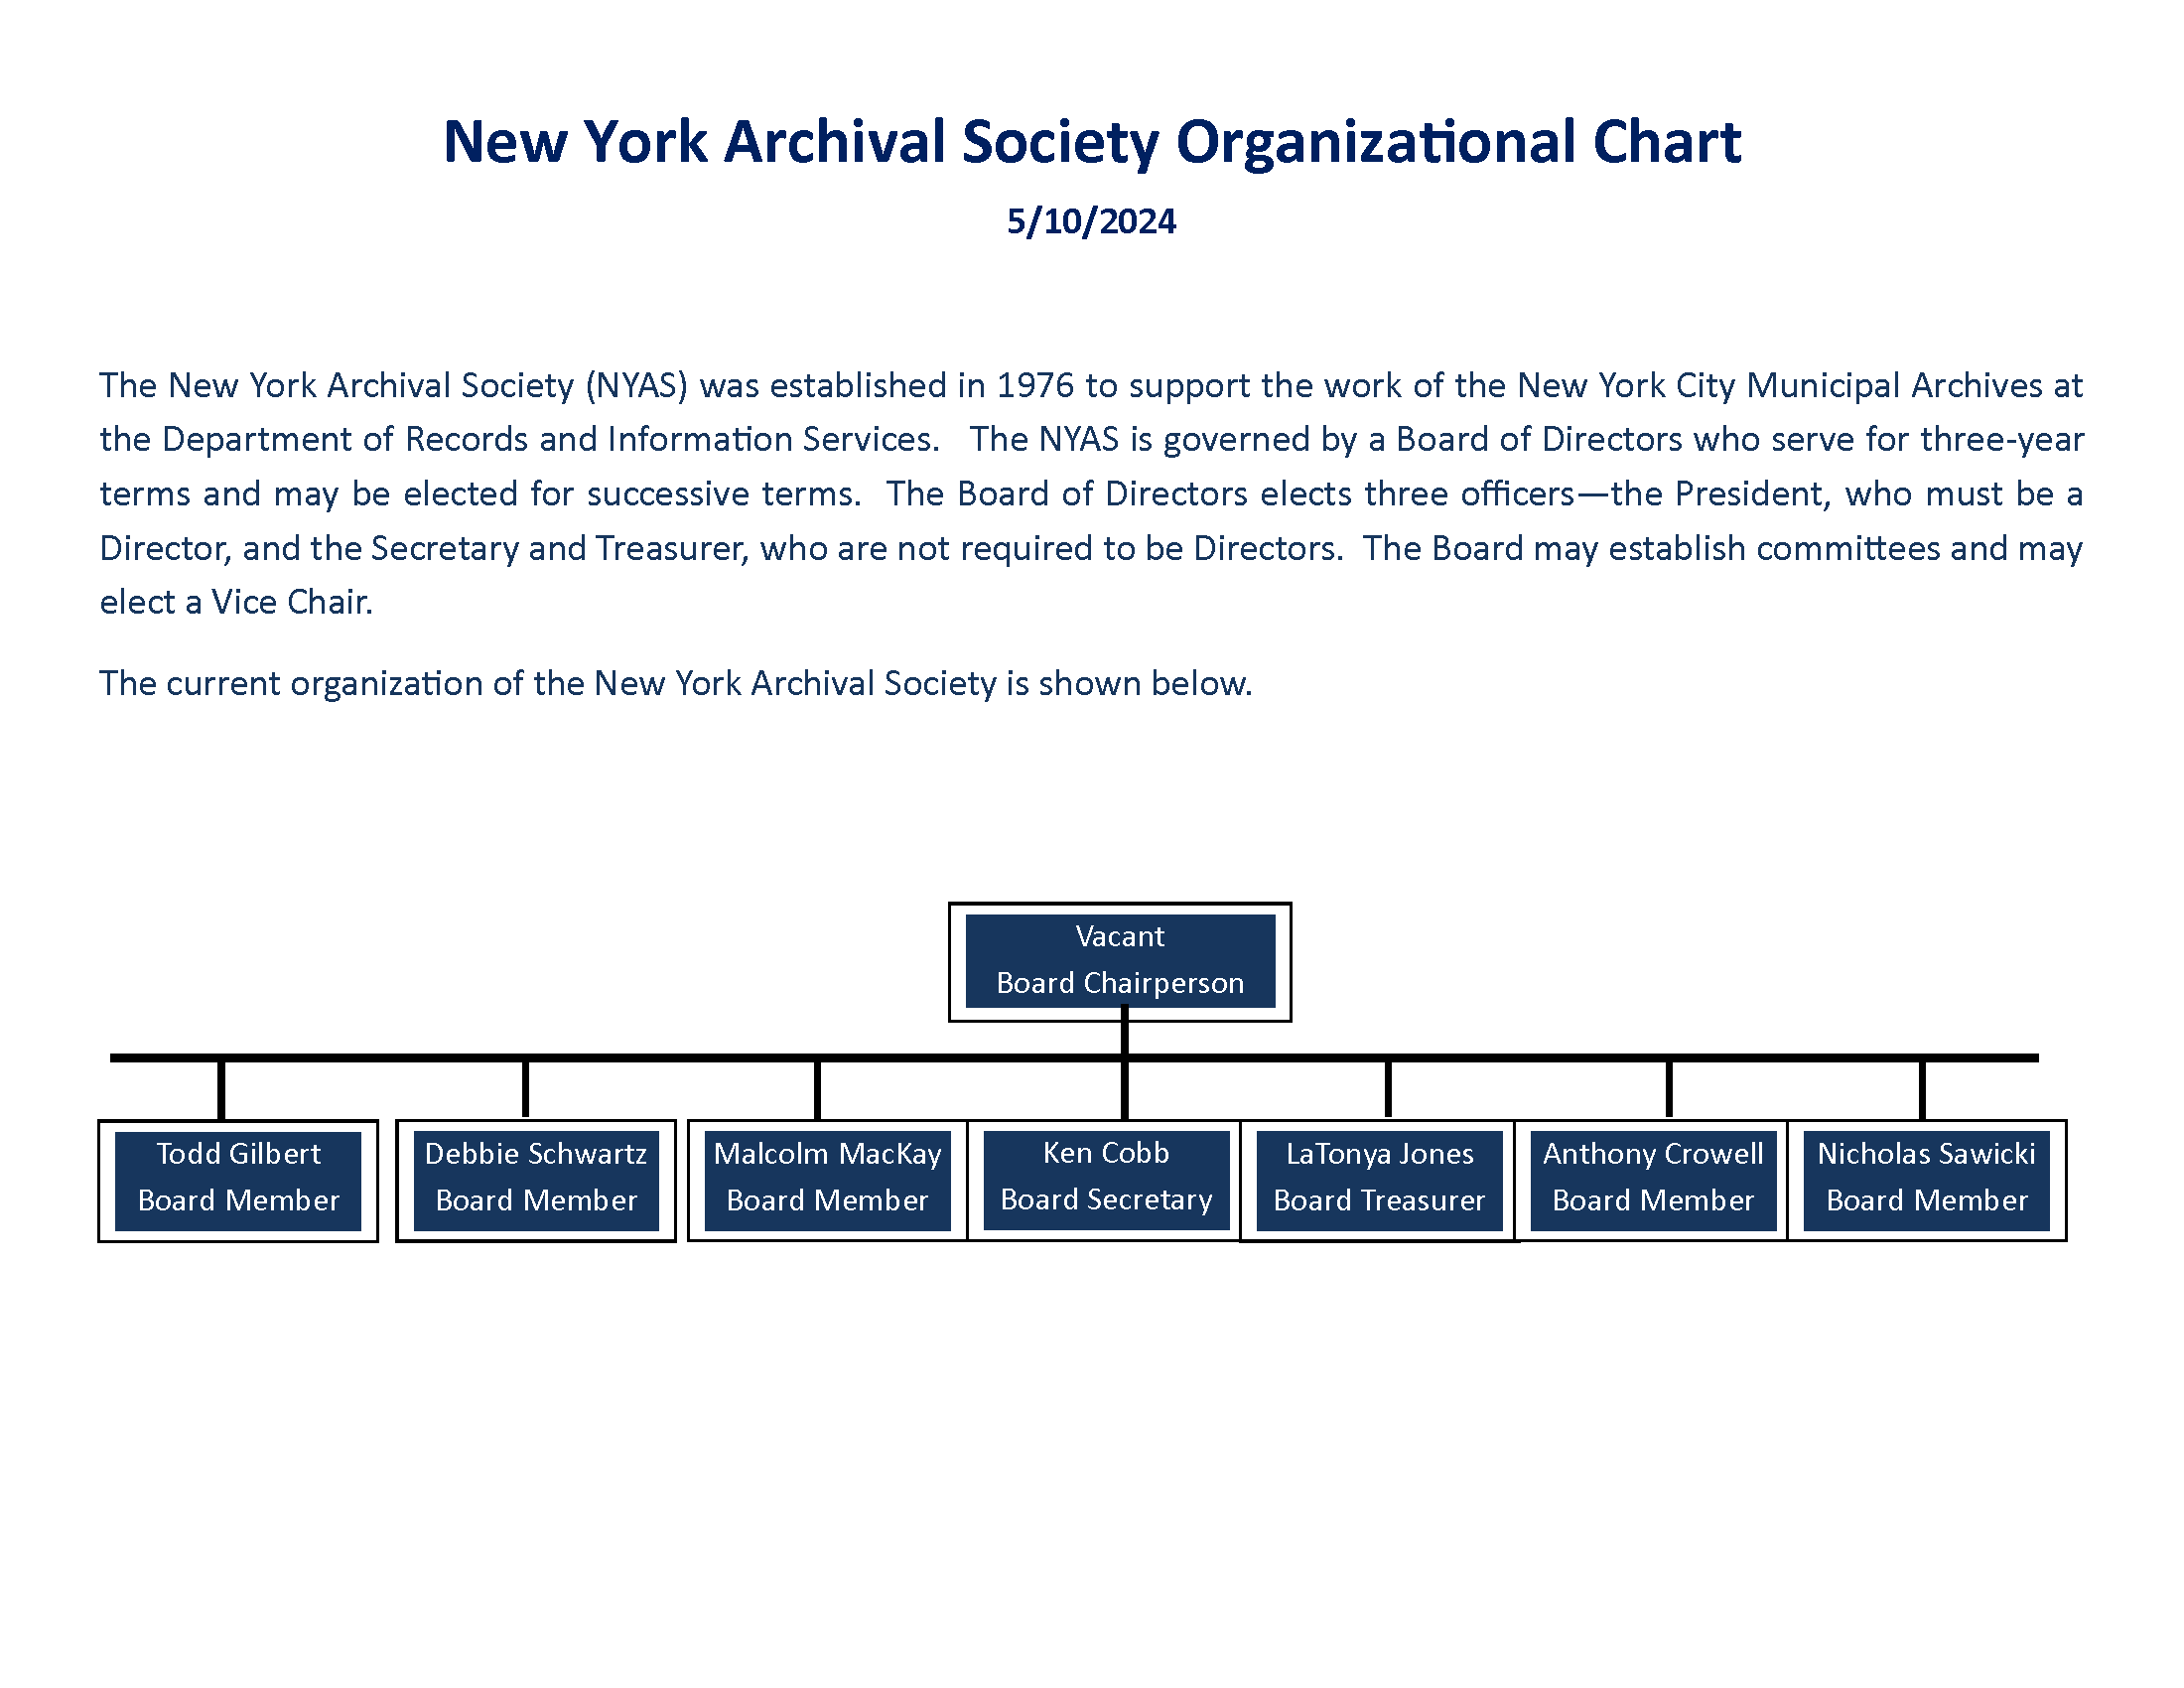 New York Archival Society Organizational Chart
5/10/2024
The New York Archival Society (NYAS) was established in 1976 to support the work of the New York City Municipal Archives at
the Department of Records and Information Services. The NYAS is governed by a Board of Directors who serve for three-year
terms and may be elected for successive terms. The Board of Directors elects three officers—the President, who must be a
Director, and the Secretary and Treasurer, who are not required to be Directors. The Board may establish committees and may
elect a Vice Chair.
The current organization of the New York Archival Society is shown below.
Vacant
Board Chairperson
Todd Gilbert
Board Member
Debbie Schwartz
Board Member
Malcolm MacKay
Board Member
Ken Cobb
Board Secretary
LaTonya Jones
Board Treasurer
Anthony Crowell
Board Member
Nicholas Sawicki
Board Member